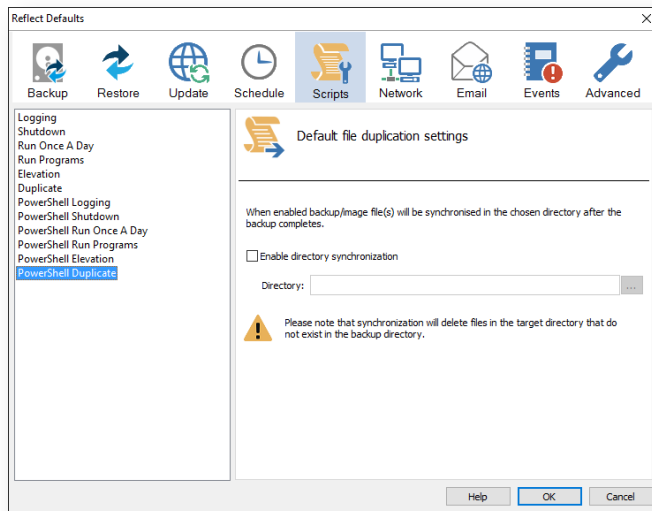 Reflect Defaults
Backup Restore Update Schedule Scripts Network Email Events Advanced
Logging
Shutdown
Run Once A Day
Run Programs
Elevation
Duplicate
PowerShell Logging
PowerShell Shutdown
PowerShell Run Once A Day
PowerShell Run Programs
PowerShell Elevation
PowerShell Duplicate
Default file duplication settings
When enabled backup/image file(s) will be synchronised in the chosen directory after the
backup completes.
Enable directory synchronization
Directory:
...
Please note that synchronization will delete files in the target directory that do
not exist in the backup directory.
Help OK Cancel